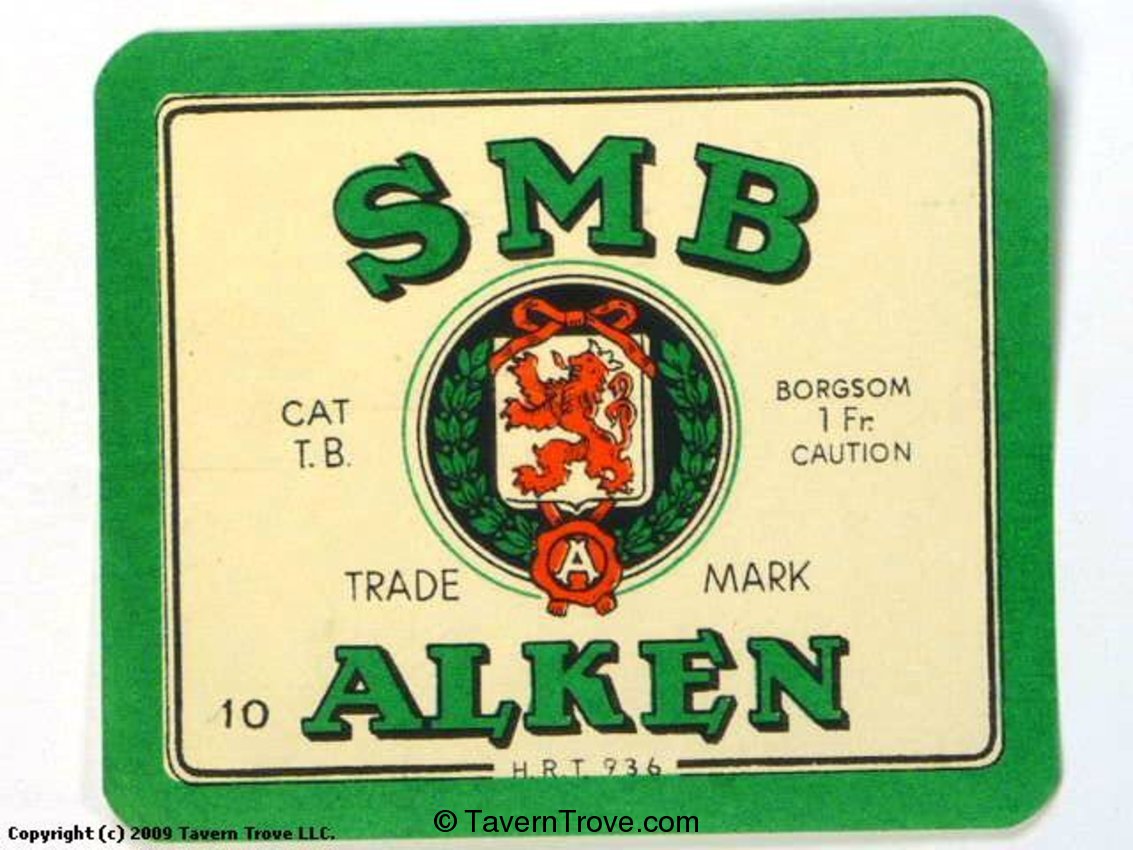 SMB
CAT
T.B.
BORGSOM
1 Fr.
CAUTION
A
TRADE MARK
ALKEN
10
H.R.T. 936
© TavernTrove.com
Copyright (c) 2009 Tavern Trove LLC.